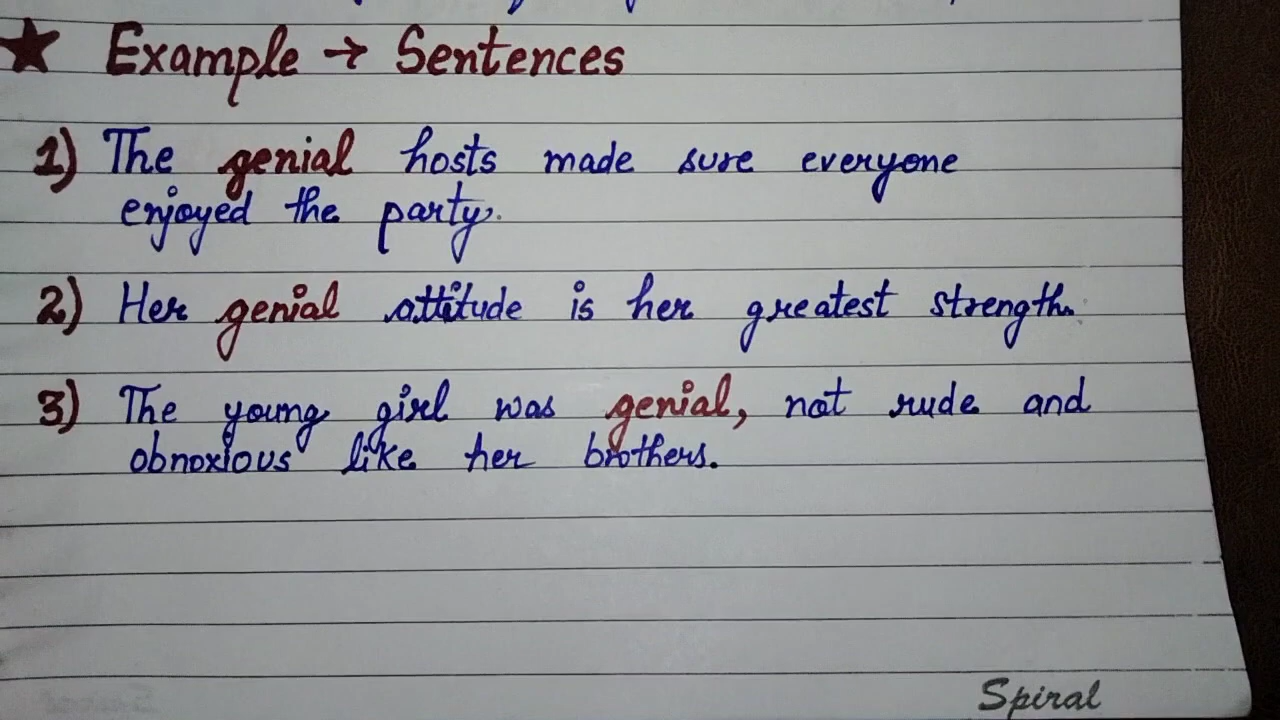 ★ Example → Sentences
1) The genial hosts made sure everyone
enjoyed the party.
2) Her genial attitude is her greatest strength.
3) The young girl was genial, not rude and
obnoxious like her brothers.
Spiral